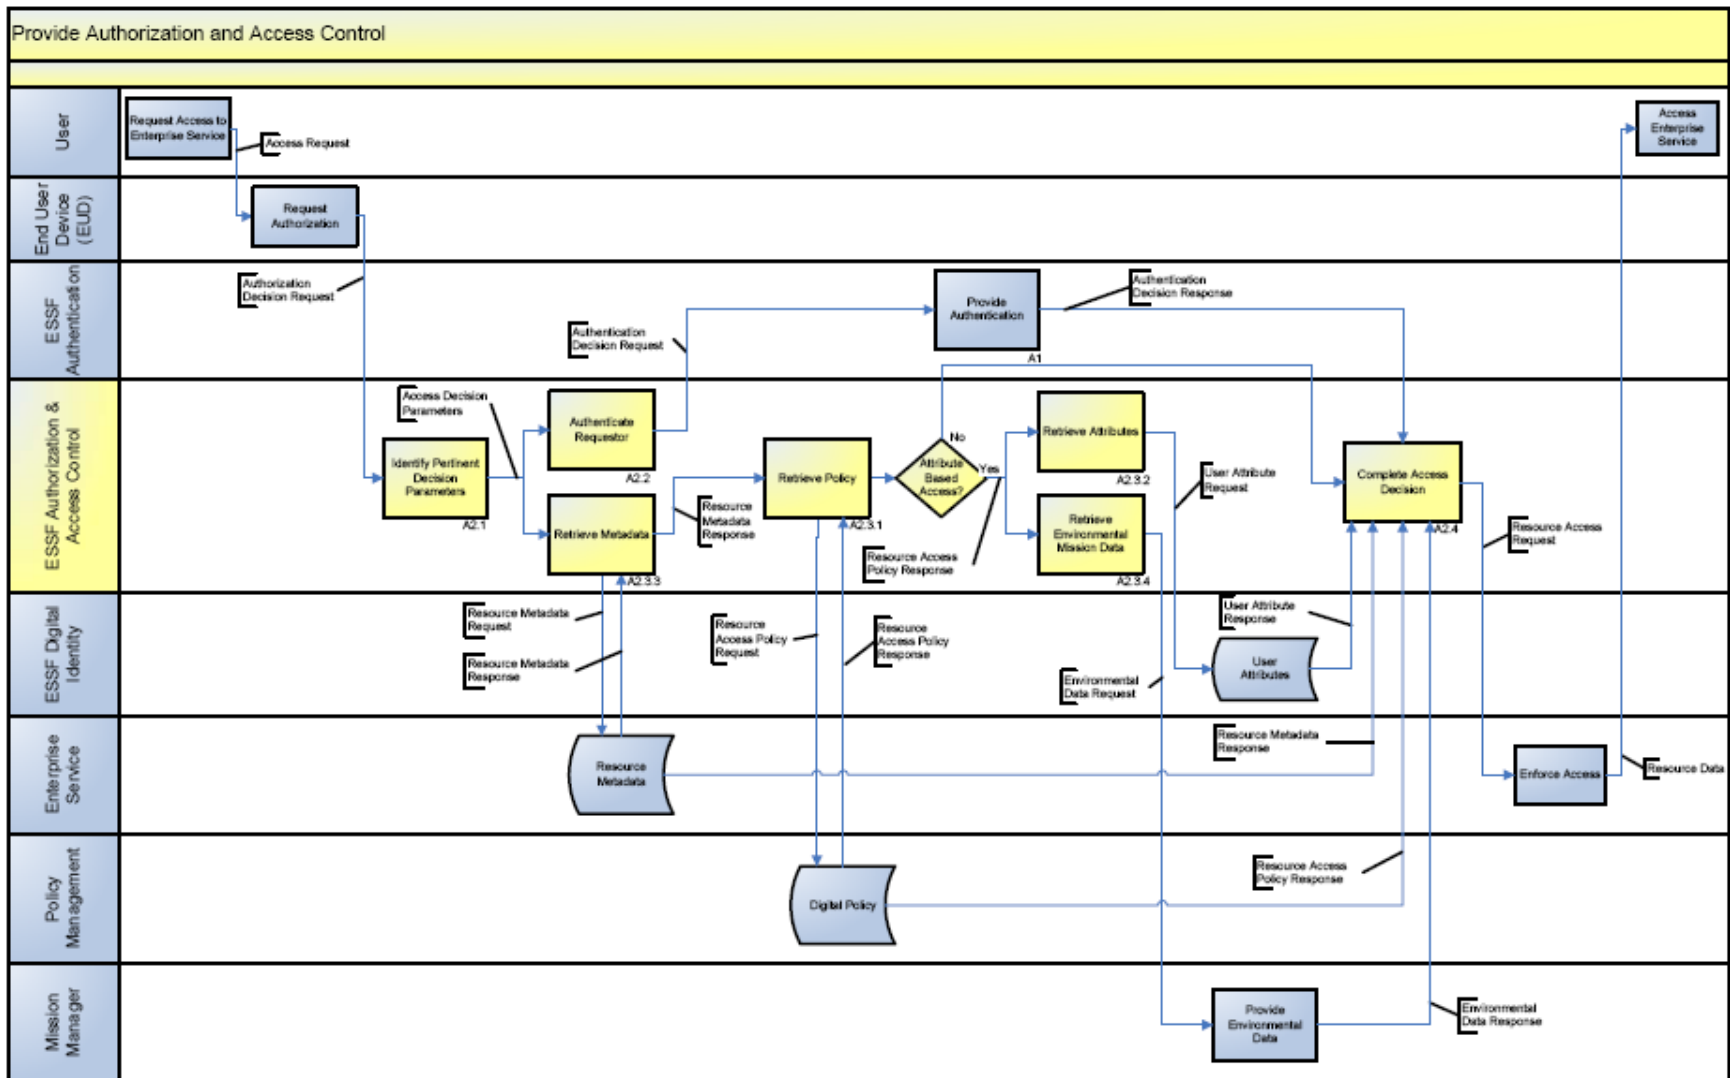 Provide Authorization and Access Control
User
Request Access to
Enterprise Service
Access Request
Access
Enterprise
Service
End User
Device
(EUD)
Request
Authorization
ESSF
Authentication
Authorization
Decision Request
Authentication
Decision Request
Provide
Authentication
A1
Authentication
Decision Response
ESSF Authorization &
Access Control
Identify Pertinent
Decision
Parameters
A2.1
Access Decision
Parameters
Authenticate
Requestor
A2.2
Retrieve Metadata
A2.3.3
Resource
Metadata
Response
Retrieve Policy
A2.3.1
Attribute
Based
Access?
No
Yes
Resource Access
Policy Response
Retrieve Attributes
A2.3.2
Retrieve
Environmental
Mission Data
A2.3.4
User Attribute
Request
Complete Access
Decision
A2.4
Resource Access
Request
ESSF Digital
Identity
Resource Metadata
Request
Resource Metadata
Response
Resource
Access Policy
Request
Resource
Access Policy
Response
Environmental
Data Request
User Attribute
Response
User
Attributes
Enterprise
Service
Resource
Metadata
Resource Metadata
Response
Enforce Access
Resource Data
Policy
Management
Digital Policy
Resource Access
Policy Response
Mission
Manager
Provide
Environmental
Data
Environmental
Data Response